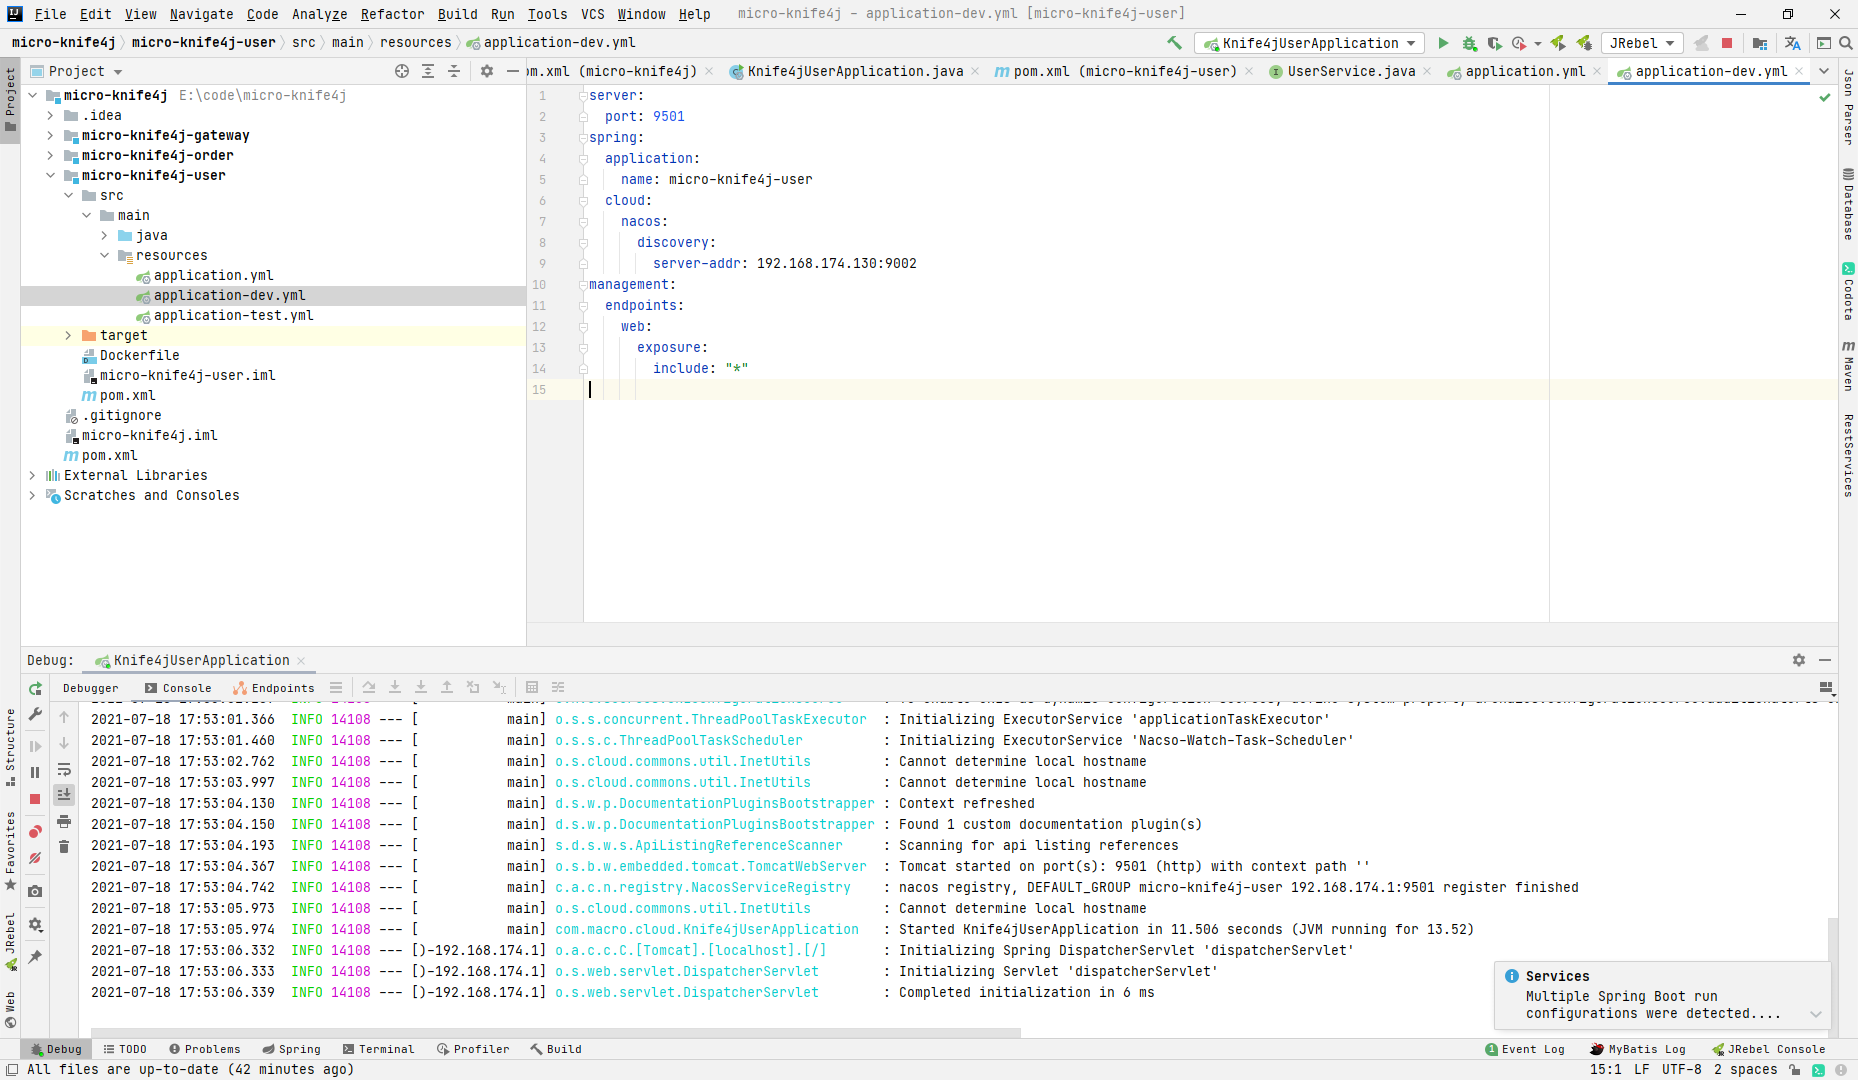 File Edit View Navigate Code Analyze Refactor Build Run Tools VCS Window Help micro-knife4j - application-dev.yml [micro-knife4j-user]
micro-knife4j micro-knife4j-user src main resources application-dev.yml
Knife4jUserApplication JRebel
Project
om.xml (micro-knife4j) Knife4jUserApplication.java pom.xml (micro-knife4j-user) UserService.java application.yml application-dev.yml
Project
micro-knife4j E:\code\micro-knife4j
.idea
micro-knife4j-gateway
micro-knife4j-order
micro-knife4j-user
src
main
java
resources
application.yml
application-dev.yml
application-test.yml
target
Dockerfile
micro-knife4j-user.iml
pom.xml
.gitignore
micro-knife4j.iml
pom.xml
External Libraries
Scratches and Consoles
1 server:
2 port: 9501
3 spring:
4 application:
5 name: micro-knife4j-user
6 cloud:
7 nacos:
8 discovery:
9 server-addr: 192.168.174.130:9002
10 management:
11 endpoints:
12 web:
13 exposure:
14 include: "*"
15
Json Parser
Database
Codota
Maven
RestServices
Debug: Knife4jUserApplication
Debugger Console Endpoints
2021-07-18 17:53:01.366 INFO 14108 --- [ main] o.s.s.concurrent.ThreadPoolTaskExecutor : Initializing ExecutorService 'applicationTaskExecutor'
2021-07-18 17:53:01.460 INFO 14108 --- [ main] o.s.s.c.ThreadPoolTaskScheduler : Initializing ExecutorService 'Nacso-Watch-Task-Scheduler'
2021-07-18 17:53:02.762 INFO 14108 --- [ main] o.s.cloud.commons.util.InetUtils : Cannot determine local hostname
2021-07-18 17:53:03.997 INFO 14108 --- [ main] o.s.cloud.commons.util.InetUtils : Cannot determine local hostname
2021-07-18 17:53:04.130 INFO 14108 --- [ main] d.s.w.p.DocumentationPluginsBootstrapper : Context refreshed
2021-07-18 17:53:04.150 INFO 14108 --- [ main] d.s.w.p.DocumentationPluginsBootstrapper : Found 1 custom documentation plugin(s)
2021-07-18 17:53:04.193 INFO 14108 --- [ main] s.d.s.w.s.ApiListingReferenceScanner : Scanning for api listing references
2021-07-18 17:53:04.367 INFO 14108 --- [ main] o.s.b.w.embedded.tomcat.TomcatWebServer : Tomcat started on port(s): 9501 (http) with context path ''
2021-07-18 17:53:04.742 INFO 14108 --- [ main] c.a.c.n.registry.NacosServiceRegistry : nacos registry, DEFAULT_GROUP micro-knife4j-user 192.168.174.1:9501 register finished
2021-07-18 17:53:05.973 INFO 14108 --- [ main] o.s.cloud.commons.util.InetUtils : Cannot determine local hostname
2021-07-18 17:53:05.974 INFO 14108 --- [ main] com.macro.cloud.Knife4jUserApplication : Started Knife4jUserApplication in 11.506 seconds (JVM running for 13.52)
2021-07-18 17:53:06.332 INFO 14108 --- [)-192.168.174.1] o.a.c.c.C.[Tomcat].[localhost].[/] : Initializing Spring DispatcherServlet 'dispatcherServlet'
2021-07-18 17:53:06.333 INFO 14108 --- [)-192.168.174.1] o.s.web.servlet.DispatcherServlet : Initializing Servlet 'dispatcherServlet'
2021-07-18 17:53:06.339 INFO 14108 --- [)-192.168.174.1] o.s.web.servlet.DispatcherServlet : Completed initialization in 6 ms
Structure
Favorites
JRebel
Web
Services
Multiple Spring Boot run
configurations were detected....
Debug TODO Problems Spring Terminal Profiler Build 1 Event Log MyBatis Log JRebel Console
All files are up-to-date (42 minutes ago) 15:1 LF UTF-8 2 spaces